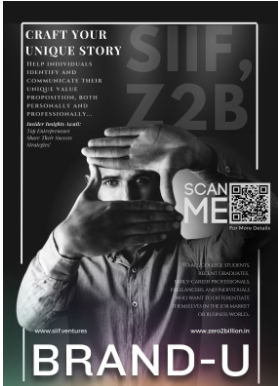 CRAFT YOUR
UNIQUE STORY
SIIF,
Z2B
HELP INDIVIDUALS
IDENTIFY AND
COMMUNICATE THEIR
UNIQUE VALUE
PROPOSITION, BOTH
PERSONALLY AND
PROFESSIONALLY...
Insider Insights Await:
Top Entrepreneurs
Share Their Success
Strategies!
SCAN
ME
For More Details
COLLEGE STUDENTS,
RECENT GRADUATES,
EARLY-CAREER PROFESSIONALS,
FREELANCERS, AND INDIVIDUALS
WHO WANT TO DIFFERENTIATE
THEMSELVES IN THE JOB MARKET
OR BUSINESS WORLD.
www.siif.ventures
www.zero2billion.in
BRAND-U